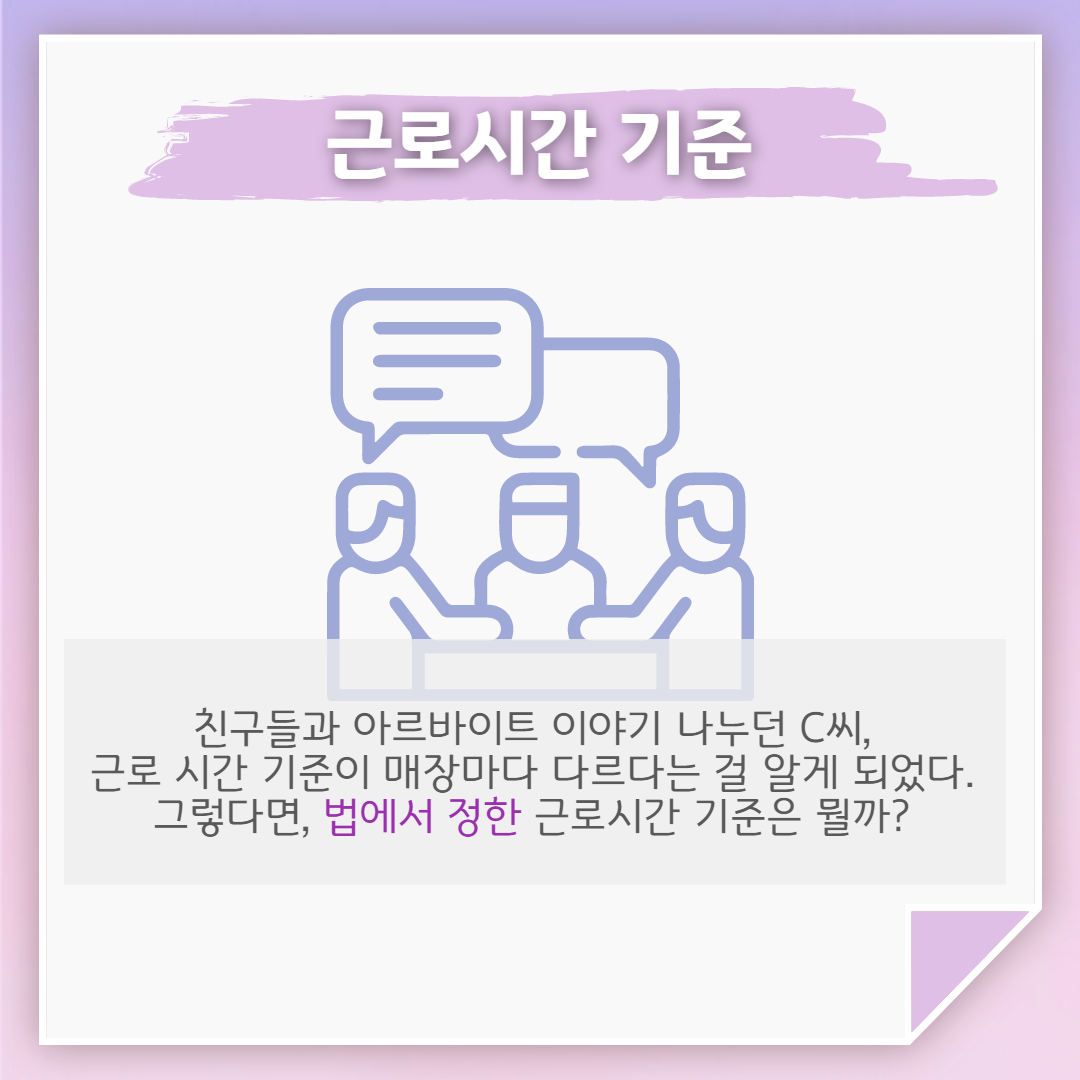 근로시간 기준
친구들과 아르바이트 이야기 나누던 C씨,
근로 시간 기준이 매장마다 다르다는 걸 알게 되었다.
그렇다면, 법에서 정한 근로시간 기준은 뭘까?